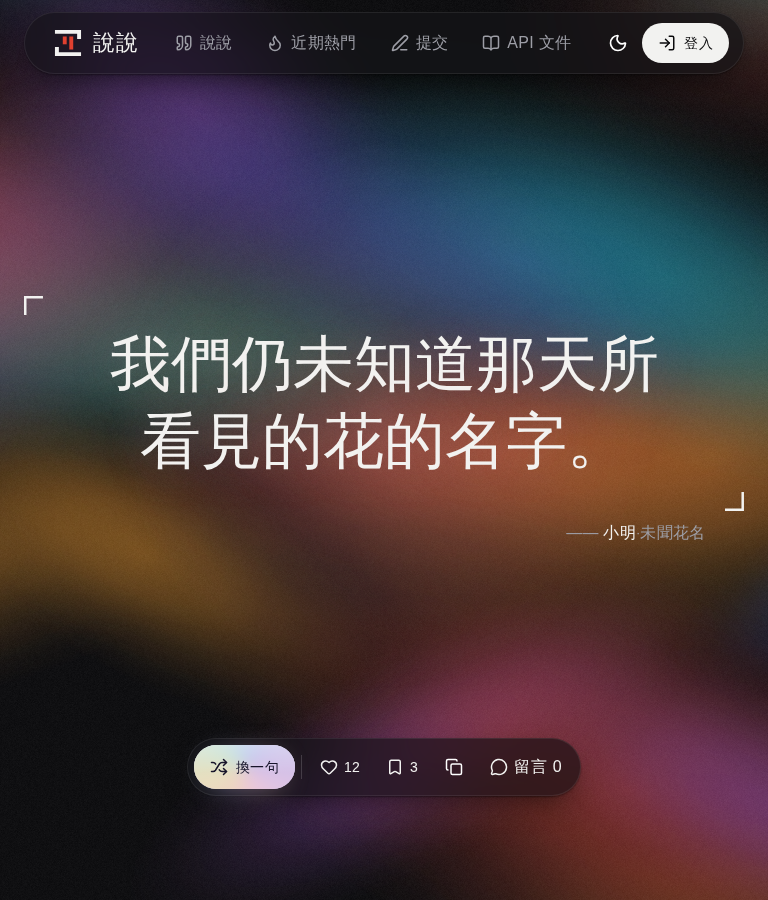 說說
說說
近期熱門
提交
API 文件
登入
我們仍未知道那天所
看見的花的名字。
—— 小明·未聞花名
換一句
12
3
留言 0